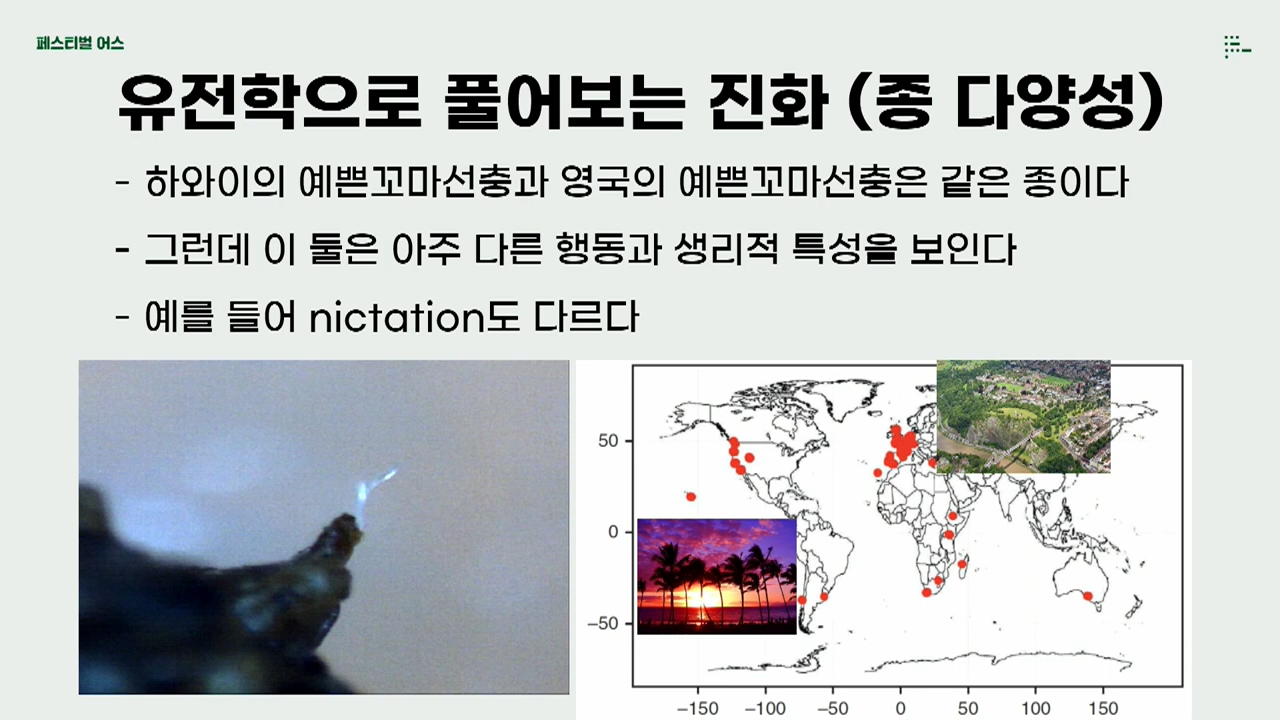 페스티벌 어스
유전학으로 풀어보는 진화 (종 다양성)
- 하와이의 예쁜꼬마선충과 영국의 예쁜꼬마선충은 같은 종이다
- 그런데 이 둘은 아주 다른 행동과 생리적 특성을 보인다
- 예를 들어 nictation도 다르다
50
0
−50
−150 −100 −50 0 50 100 150